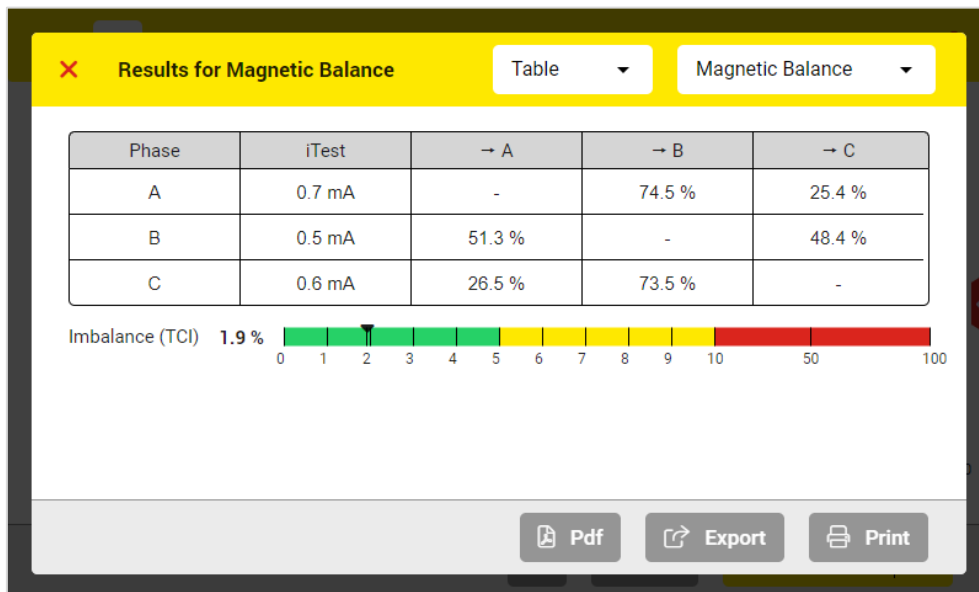 Results for Magnetic Balance Table Magnetic Balance
Phase iTest → A → B → C
A 0.7 mA - 74.5 % 25.4 %
B 0.5 mA 51.3 % - 48.4 %
C 0.6 mA 26.5 % 73.5 % -
Imbalance (TCI) 1.9 %
0 1 2 3 4 5 6 7 8 9 10 50 100
Pdf Export Print